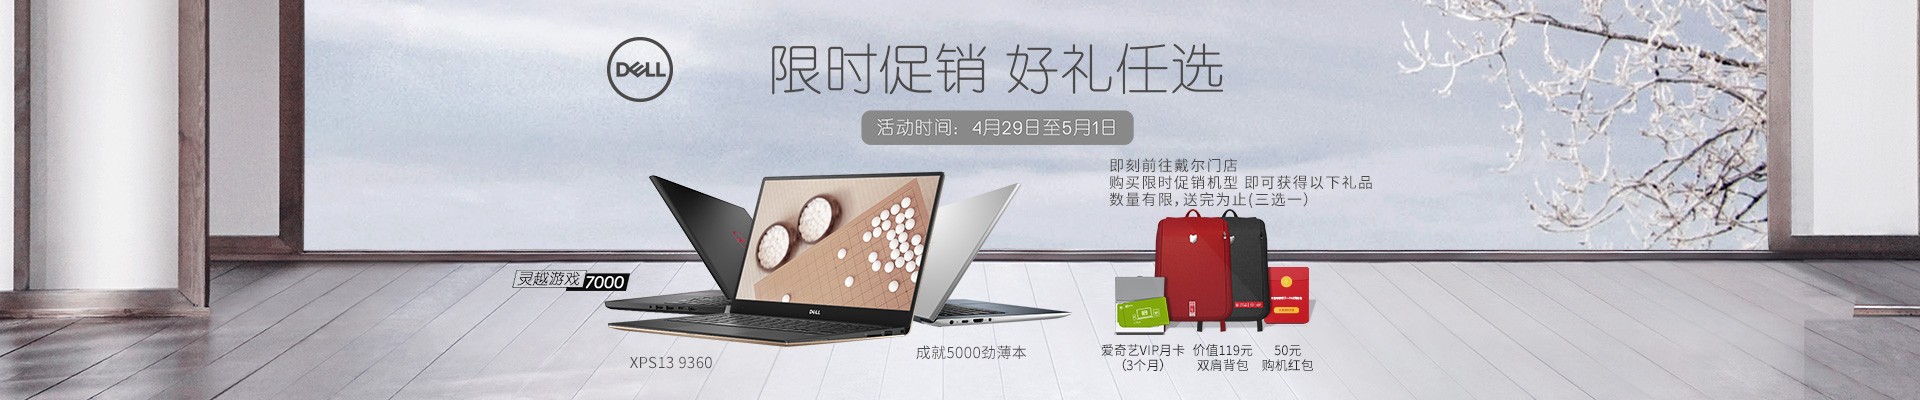 DELL
限时促销 好礼任选
活动时间：4月29日至5月1日
即刻前往戴尔门店
购买限时促销机型 即可获得以下礼品
数量有限，送完为止(三选一)
灵越游戏 7000
DELL
XPS13 9360
成就5000劲薄本
爱奇艺VIP月卡
（3个月）
价值119元
双肩背包
50元
购机红包